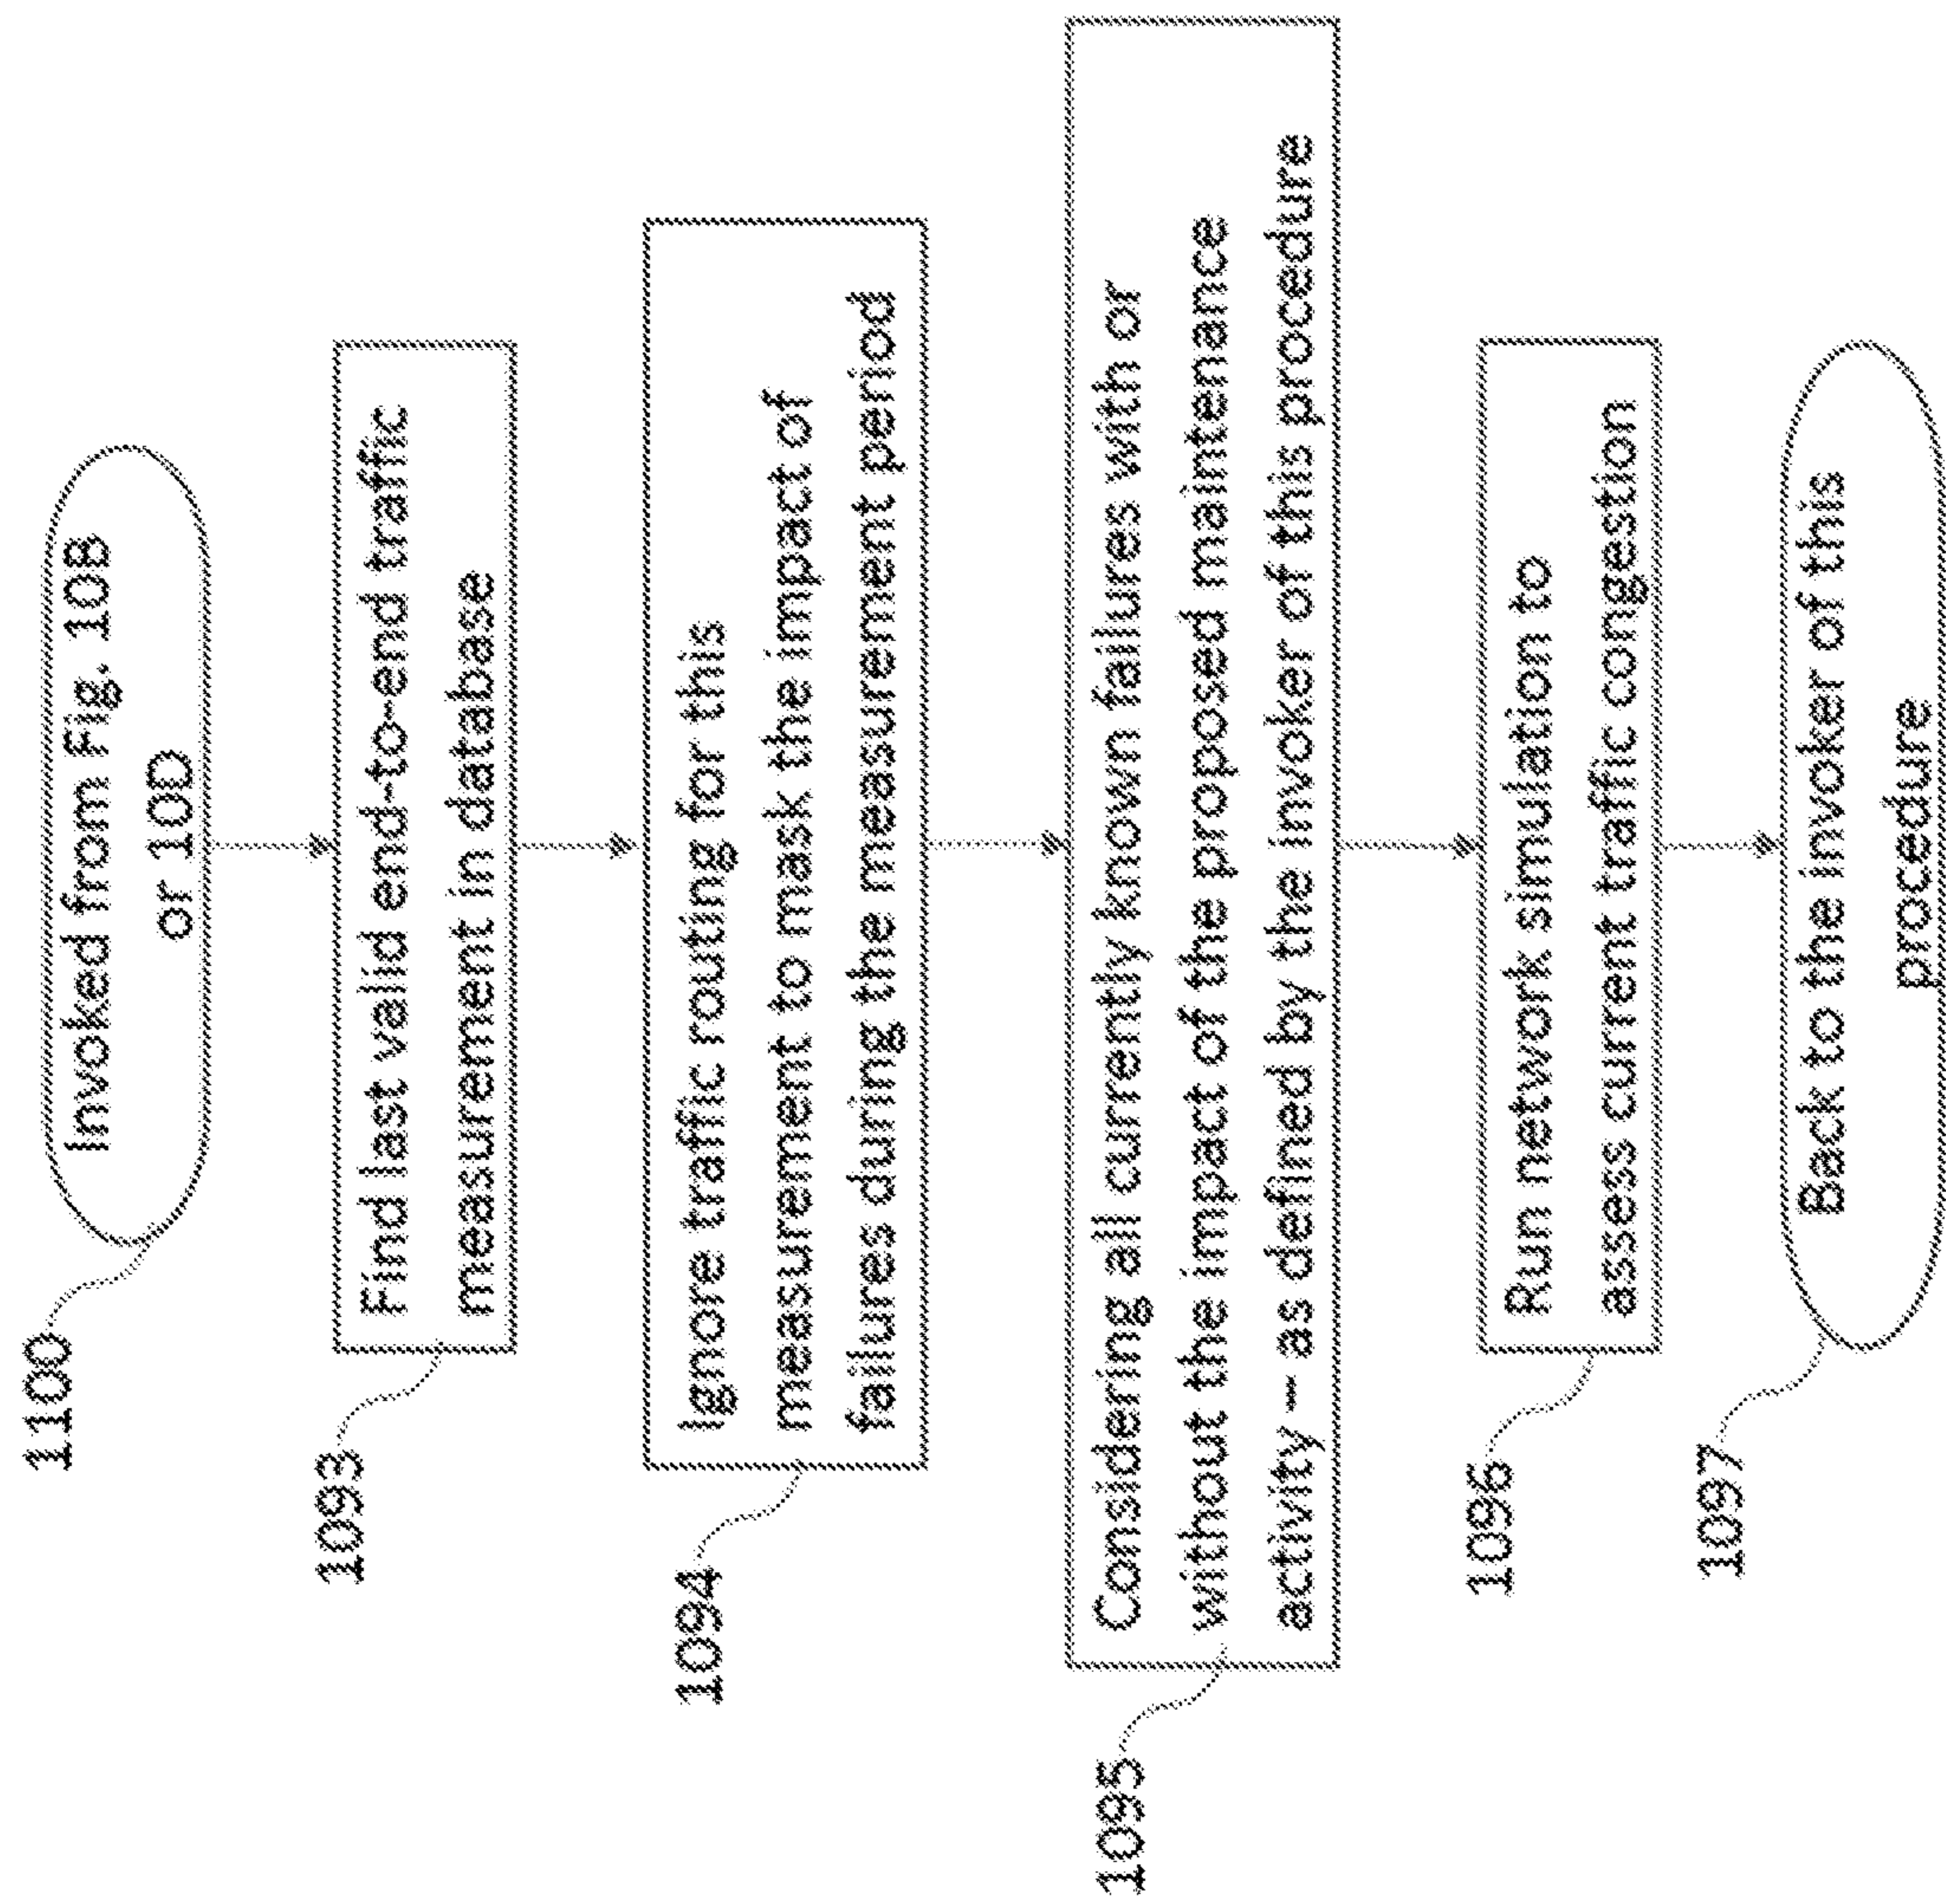 1100
Invoked from Fig. 10B
or 10D
1093
Find last valid end-to-end traffic
measurement in database
1094
Ignore traffic routing for this
measurement to mask the impact of
failures during the measurement period
1095
Considering all currently known failures with or
without the impact of the proposed maintenance
activity – as defined by the invoker of this procedure
1096
Run network simulation to
assess current traffic congestion
1097
Back to the invoker of this
procedure